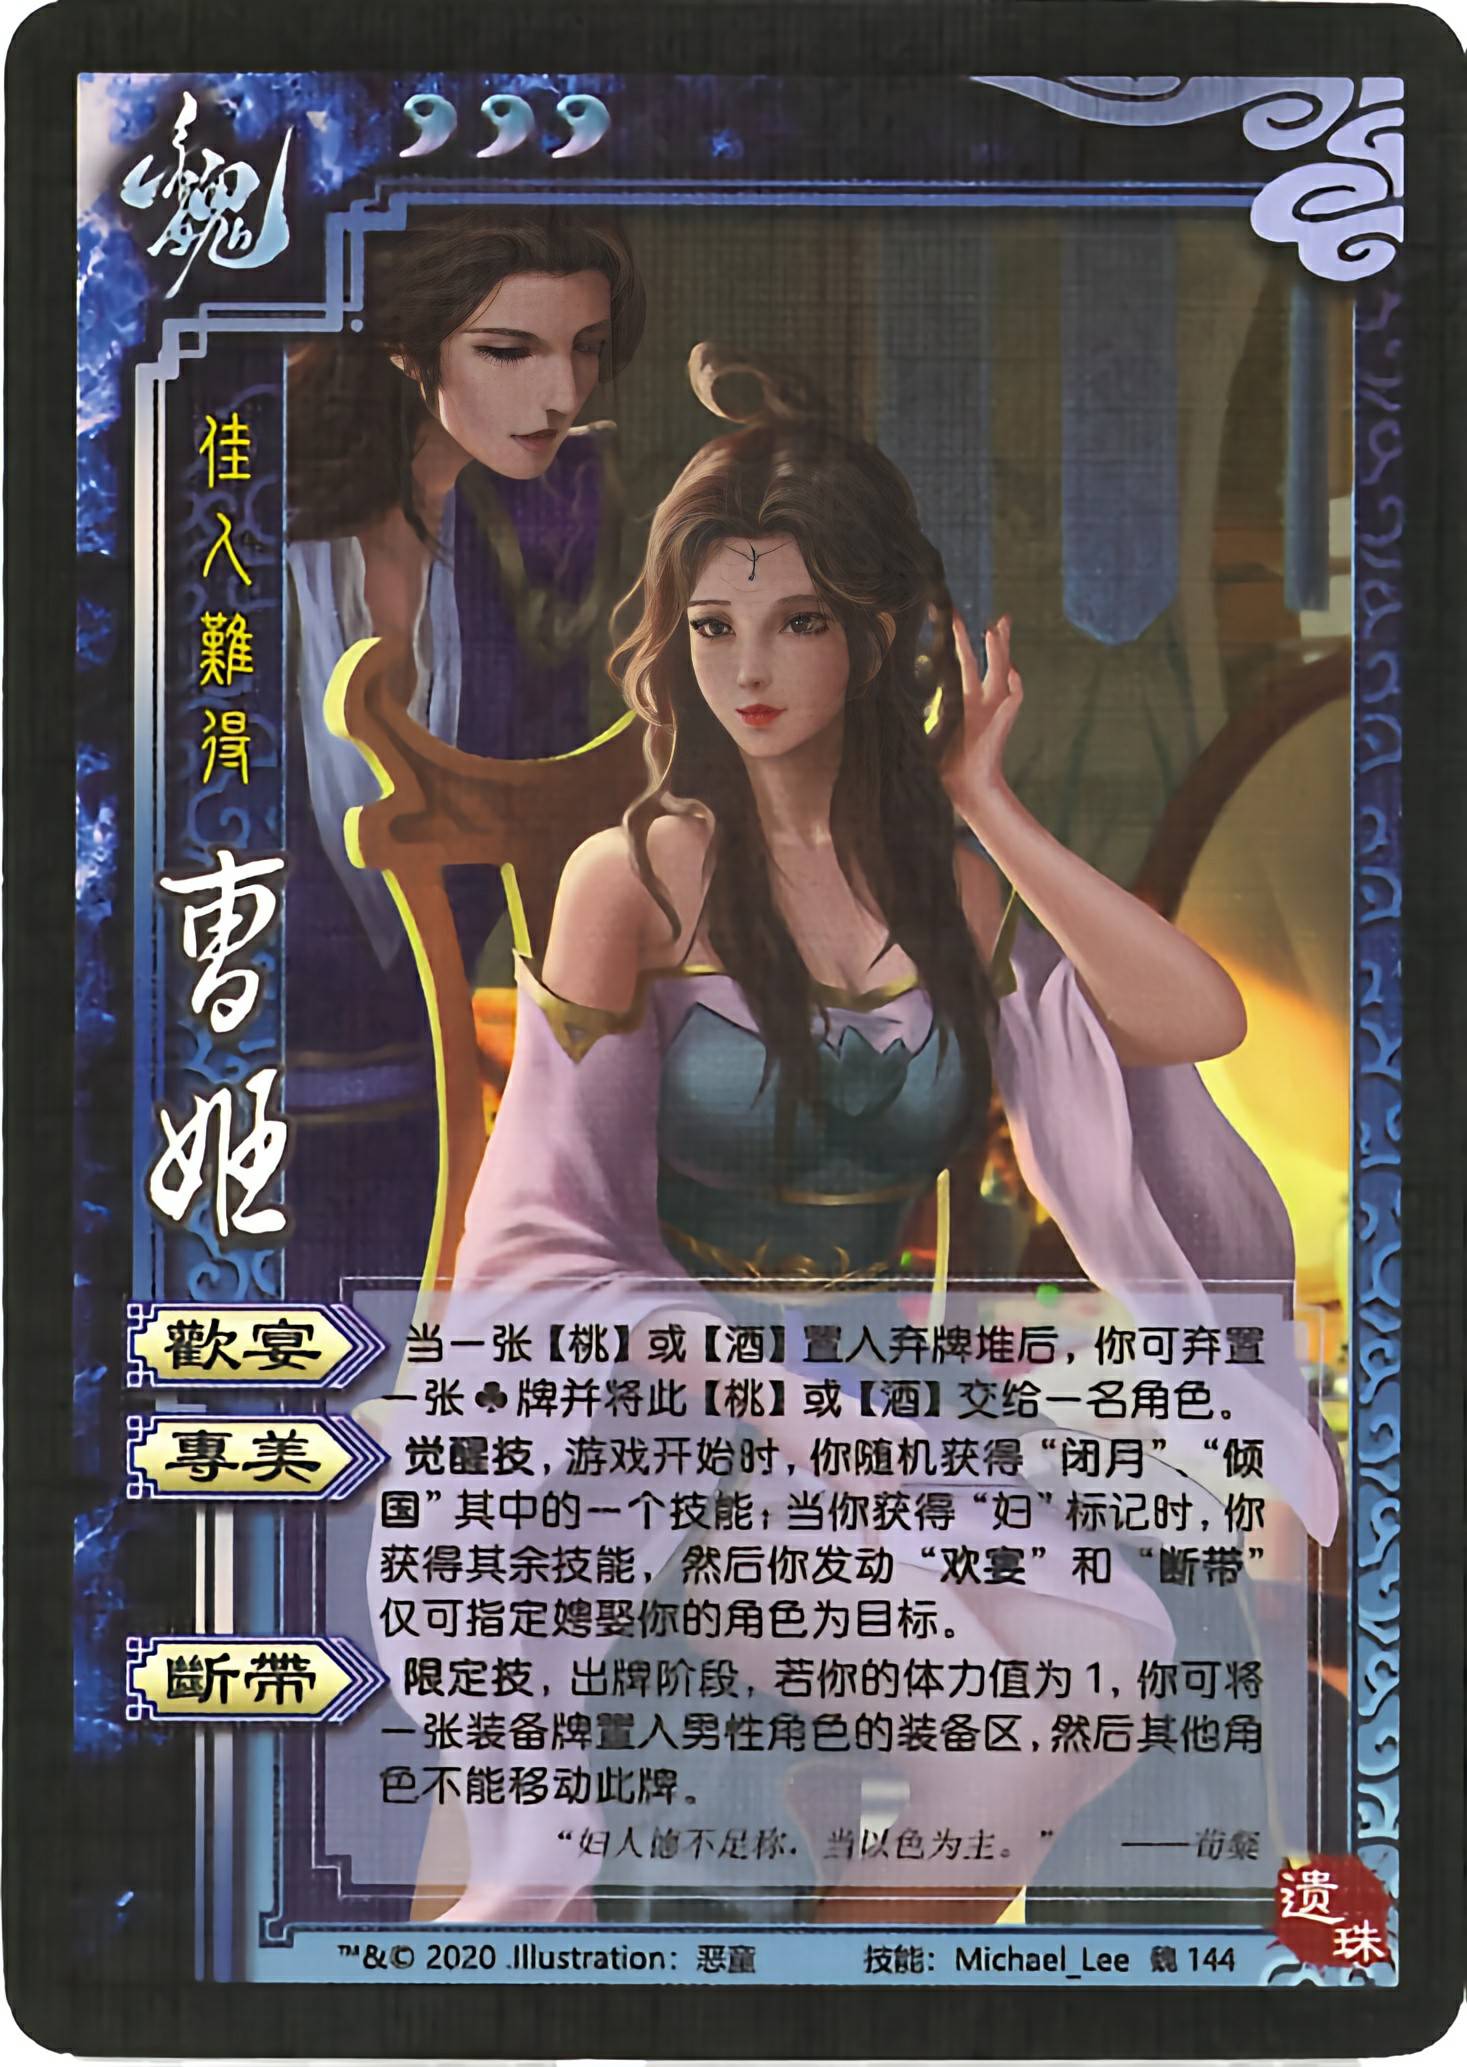 魏
佳人難得
曹姬
歡宴
当一张【桃】或【酒】置入弃牌堆后，你可弃置
一张♣牌并将此【桃】或【酒】交给一名角色。
專美
觉醒技，游戏开始时，你随机获得“闭月”、“倾
国”其中的一个技能；当你获得“妇”标记时，你
获得其余技能，然后你发动“欢宴”和“断带”
仅可指定娉娶你的角色为目标。
斷帶
限定技，出牌阶段，若你的体力值为1，你可将
一张装备牌置入男性角色的装备区，然后其他角
色不能移动此牌。
“妇人德不足称，当以色为主。” ——荀粲
遗珠
™&© 2020 .Illustration：恶童 技能：Michael_Lee 魏 144